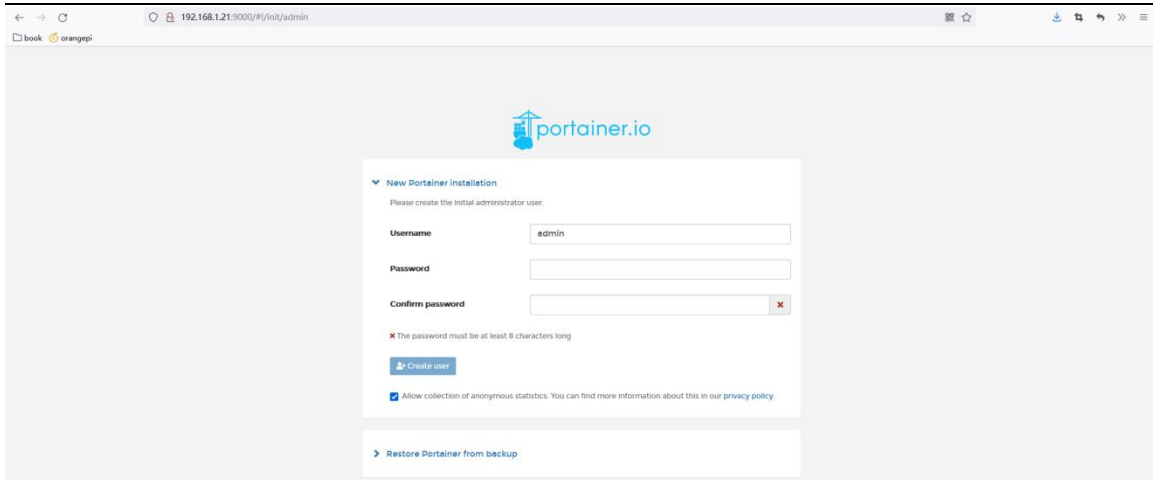 192.168.1.21:9000/#!/init/admin
book orangepi
portainer.io
New Portainer installation
Please create the initial administrator user.
Username admin
Password
Confirm password
The password must be at least 8 characters long
Create user
Allow collection of anonymous statistics. You can find more information about this in our privacy policy.
Restore Portainer from backup